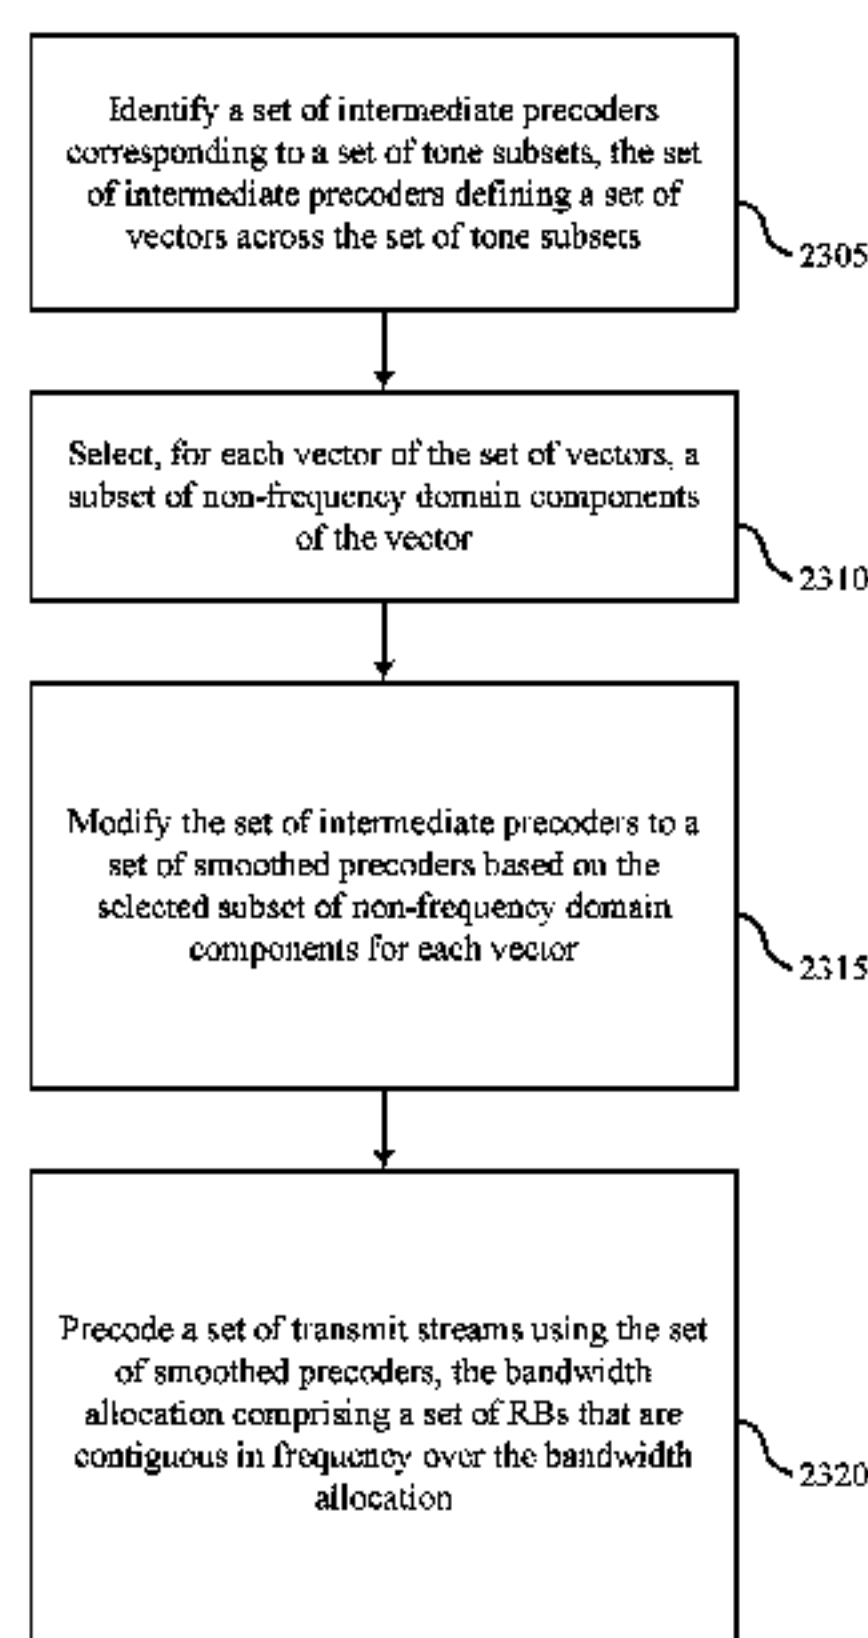 Identify a set of intermediate precoders
corresponding to a set of tone subsets, the set
of intermediate precoders defining a set of
vectors across the set of tone subsets
2305
Select, for each vector of the set of vectors, a
subset of non-frequency domain components
of the vector
2310
Modify the set of intermediate precoders to a
set of smoothed precoders based on the
selected subset of non-frequency domain
components for each vector
2315
Precode a set of transmit streams using the set
of smoothed precoders, the bandwidth
allocation comprising a set of RBs that are
contiguous in frequency over the bandwidth
allocation
2320